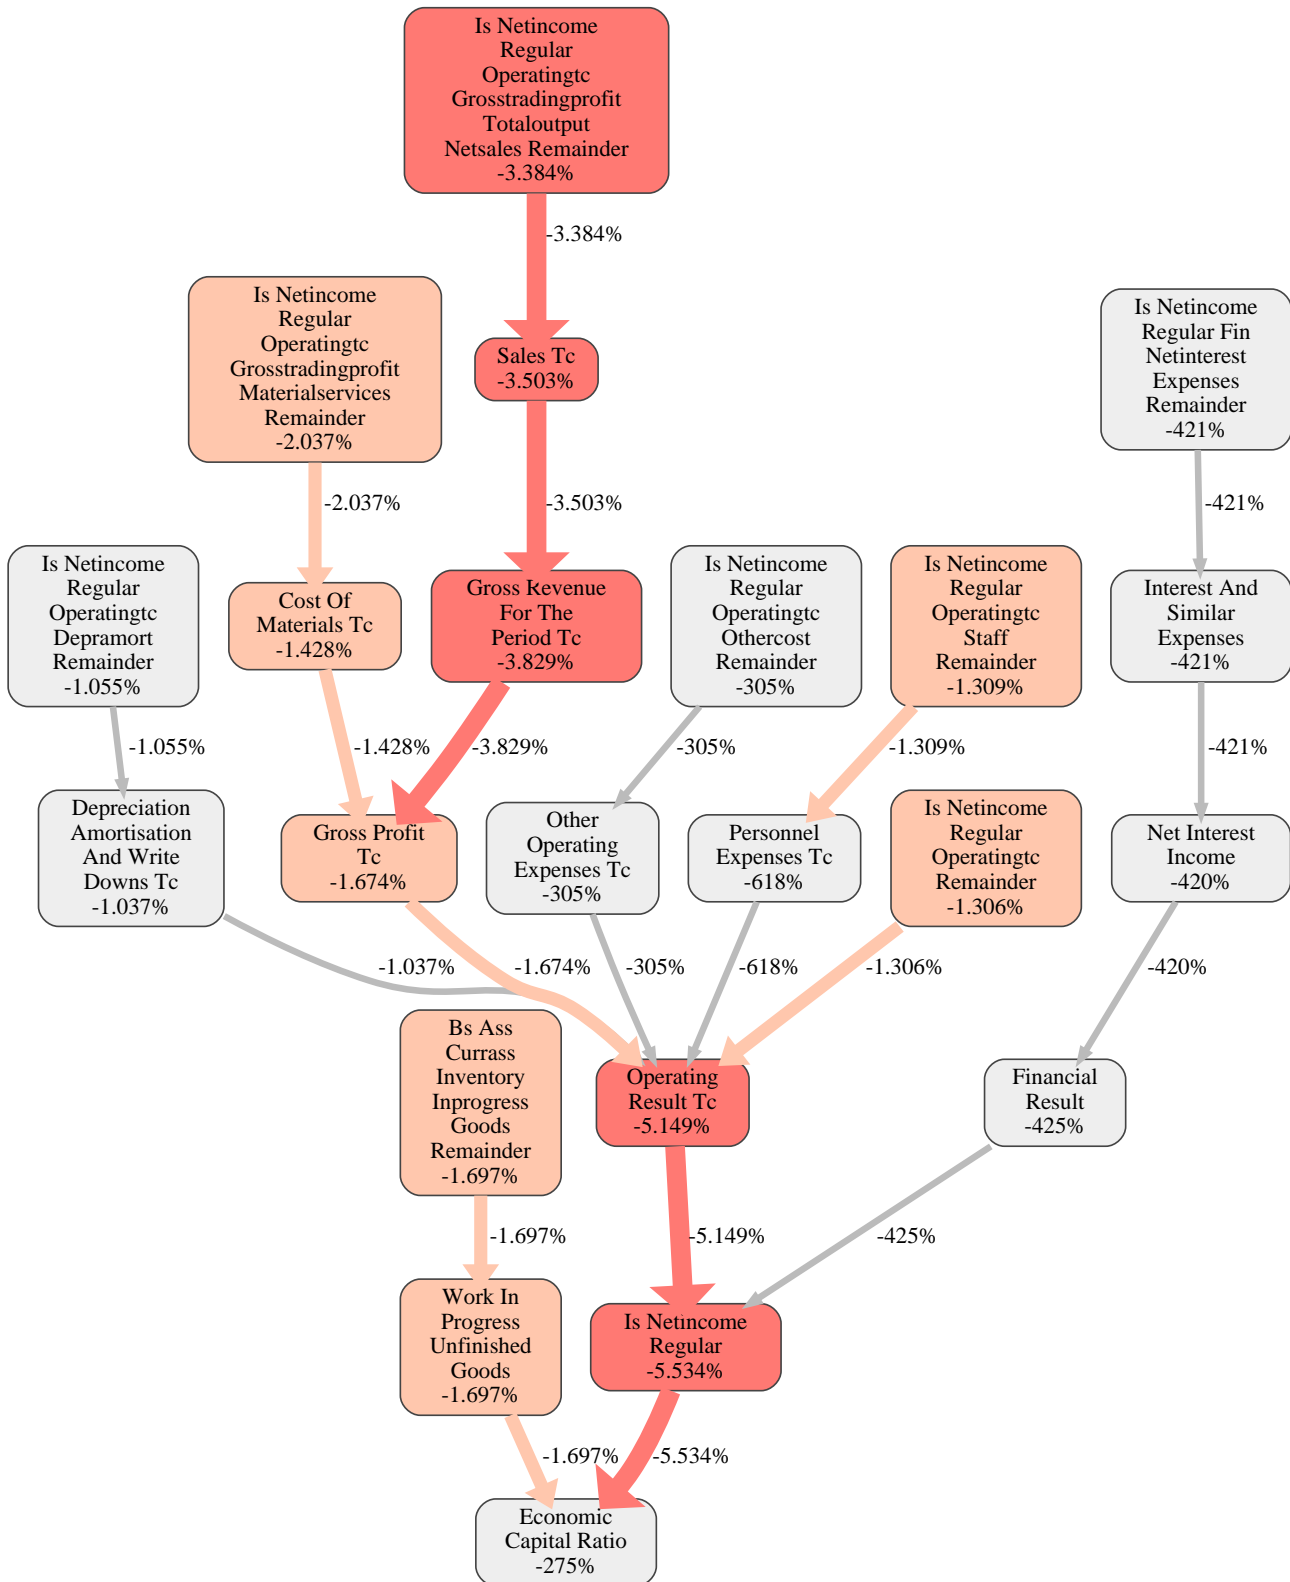 Is Netincome
Regular
Operatingtc
Grosstradingprofit
Totaloutput
Netsales Remainder
-3.384%
-3.384%
Is Netincome
Regular
Operatingtc
Grosstradingprofit
Materialservices
Remainder
-2.037%
Sales Tc
-3.503%
Is Netincome
Regular Fin
Netinterest
Expenses
Remainder
-421%
-2.037%
-3.503%
-421%
Is Netincome
Regular
Operatingtc
Depramort
Remainder
-1.055%
Cost Of
Materials Tc
-1.428%
Gross Revenue
For The
Period Tc
-3.829%
Is Netincome
Regular
Operatingtc
Othercost
Remainder
-305%
Is Netincome
Regular
Operatingtc
Staff
Remainder
-1.309%
Interest And
Similar
Expenses
-421%
-1.055%
-1.428%
-3.829%
-305%
-1.309%
-421%
Depreciation
Amortisation
And Write
Downs Tc
-1.037%
Gross Profit
Tc
-1.674%
Other
Operating
Expenses Tc
-305%
Personnel
Expenses Tc
-618%
Is Netincome
Regular
Operatingtc
Remainder
-1.306%
Net Interest
Income
-420%
-1.037%
-1.674%
-305%
-618%
-1.306%
-420%
Bs Ass
Currass
Inventory
Inprogress
Goods
Remainder
-1.697%
Operating
Result Tc
-5.149%
Financial
Result
-425%
-1.697%
-5.149%
-425%
Work In
Progress
Unfinished
Goods
-1.697%
Is Netincome
Regular
-5.534%
-1.697%
-5.534%
Economic
Capital Ratio
-275%